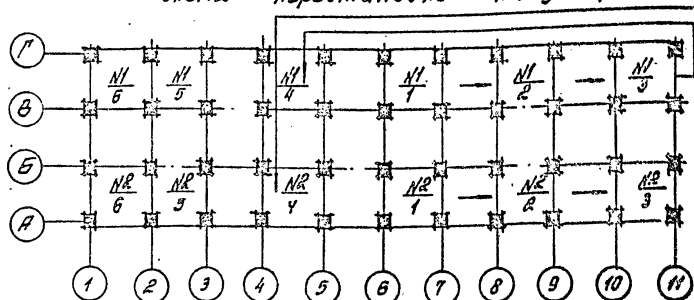 схема перестановки
Г
N1/6 N1/5 N1/4 N1/1 N1/2 N1/3
В
Б
N2/6 N2/5 N2/4 N2/1 N2/2 N2/3
А
1 2 3 4 5 6 7 8 9 10 11